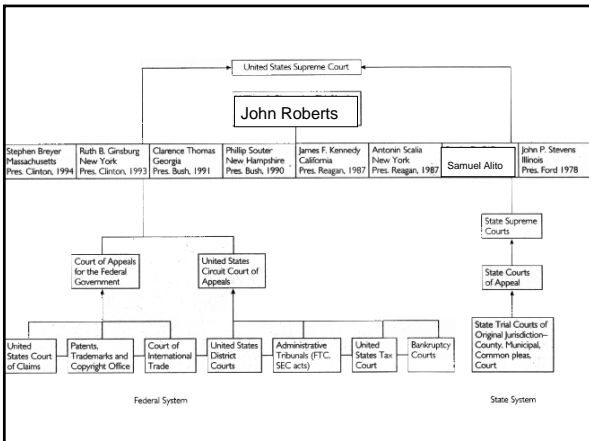 United States Supreme Court
John Roberts
Stephen Breyer
Massachusetts
Pres. Clinton, 1994
Ruth B. Ginsburg
New York
Pres. Clinton, 1993
Clarence Thomas
Georgia
Pres. Bush, 1991
Phillip Souter
New Hampshire
Pres. Bush, 1990
James F. Kennedy
California
Pres. Reagan, 1987
Antonin Scalia
New York
Pres. Reagan, 1987
Samuel Alito
John P. Stevens
Illinois
Pres. Ford 1978
State Supreme
Courts
Court of Appeals
for the Federal
Government
United States
Circuit Court of
Appeals
State Courts
of Appeal
United
States Court
of Claims
Patents,
Trademarks and
Copyright Office
Court of
International
Trade
United States
District
Courts
Administrative
Tribunals (FTC.
SEC acts)
United
States Tax
Court
Bankruptcy
Courts
State Trial Courts of
Original Jurisdiction–
County, Municipal,
Common pleas,
Court
Federal System
State System